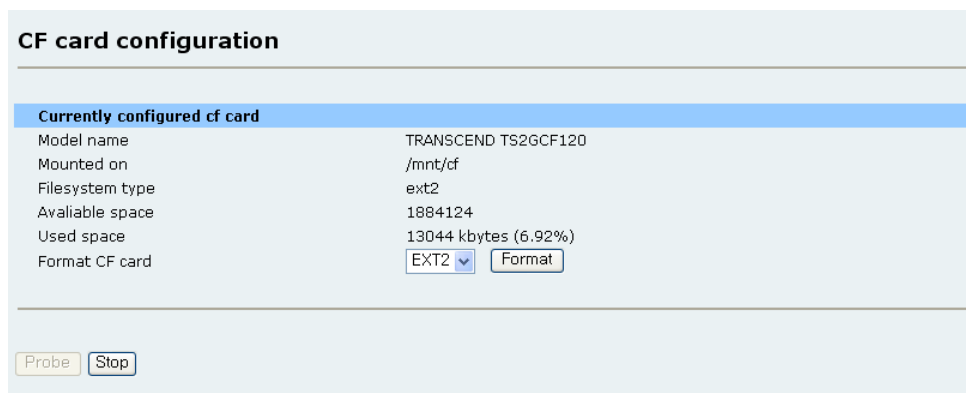 CF card configuration
Currently configured cf card
Model name TRANSCEND TS2GCF120
Mounted on /mnt/cf
Filesystem type ext2
Avaliable space 1884124
Used space 13044 kbytes (6.92%)
Format CF card EXT2 Format
Probe Stop